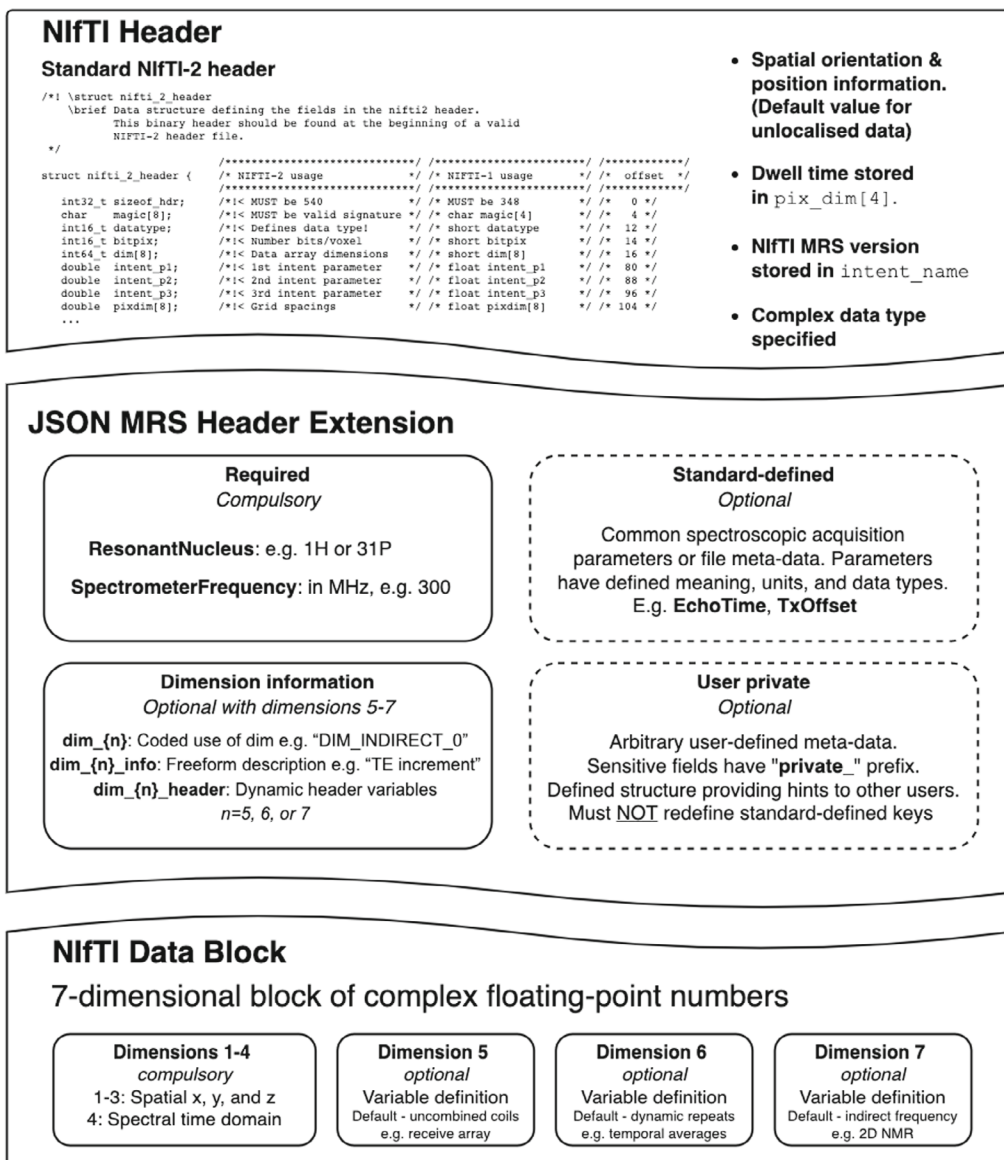 NIfTI Header
Standard NIfTI-2 header
/*! \struct nifti_2_header
\brief Data structure defining the fields in the nifti2 header.
This binary header should be found at the beginning of a valid
NIFTI-2 header file.
*/
/****************************/ /***********************/ /************/
struct nifti_2_header { /* NIFTI-2 usage */ /* NIFTI-1 usage */ /* offset */
/****************************/ /***********************/ /************/
int32_t sizeof_hdr; /*!< MUST be 540 */ /* MUST be 348 */ /* 0 */
char magic[8]; /*!< MUST be valid signature */ /* char magic[4] */ /* 4 */
int16_t datatype; /*!< Defines data type! */ /* short datatype */ /* 12 */
int16_t bitpix; /*!< Number bits/voxel */ /* short bitpix */ /* 14 */
int64_t dim[8]; /*!< Data array dimensions */ /* short dim[8] */ /* 16 */
double intent_p1; /*!< 1st intent parameter */ /* float intent_p1 */ /* 80 */
double intent_p2; /*!< 2nd intent parameter */ /* float intent_p2 */ /* 88 */
double intent_p3; /*!< 3rd intent parameter */ /* float intent_p3 */ /* 96 */
double pixdim[8]; /*!< Grid spacings */ /* float pixdim[8] */ /* 104 */
...
• Spatial orientation &
position information.
(Default value for
unlocalised data)
• Dwell time stored
in pix_dim[4].
• NIfTI MRS version
stored in intent_name
• Complex data type
specified
JSON MRS Header Extension
Required
Compulsory
ResonantNucleus: e.g. 1H or 31P
SpectrometerFrequency: in MHz, e.g. 300
Standard-defined
Optional
Common spectroscopic acquisition
parameters or file meta-data. Parameters
have defined meaning, units, and data types.
E.g. EchoTime, TxOffset
Dimension information
Optional with dimensions 5-7
dim_{n}: Coded use of dim e.g. “DIM_INDIRECT_0”
dim_{n}_info: Freeform description e.g. “TE increment”
dim_{n}_header: Dynamic header variables
n=5, 6, or 7
User private
Optional
Arbitrary user-defined meta-data.
Sensitive fields have "private_" prefix.
Defined structure providing hints to other users.
Must NOT redefine standard-defined keys
NIfTI Data Block
7-dimensional block of complex floating-point numbers
Dimensions 1-4
compulsory
1-3: Spatial x, y, and z
4: Spectral time domain
Dimension 5
optional
Variable definition
Default - uncombined coils
e.g. receive array
Dimension 6
optional
Variable definition
Default - dynamic repeats
e.g. temporal averages
Dimension 7
optional
Variable definition
Default - indirect frequency
e.g. 2D NMR